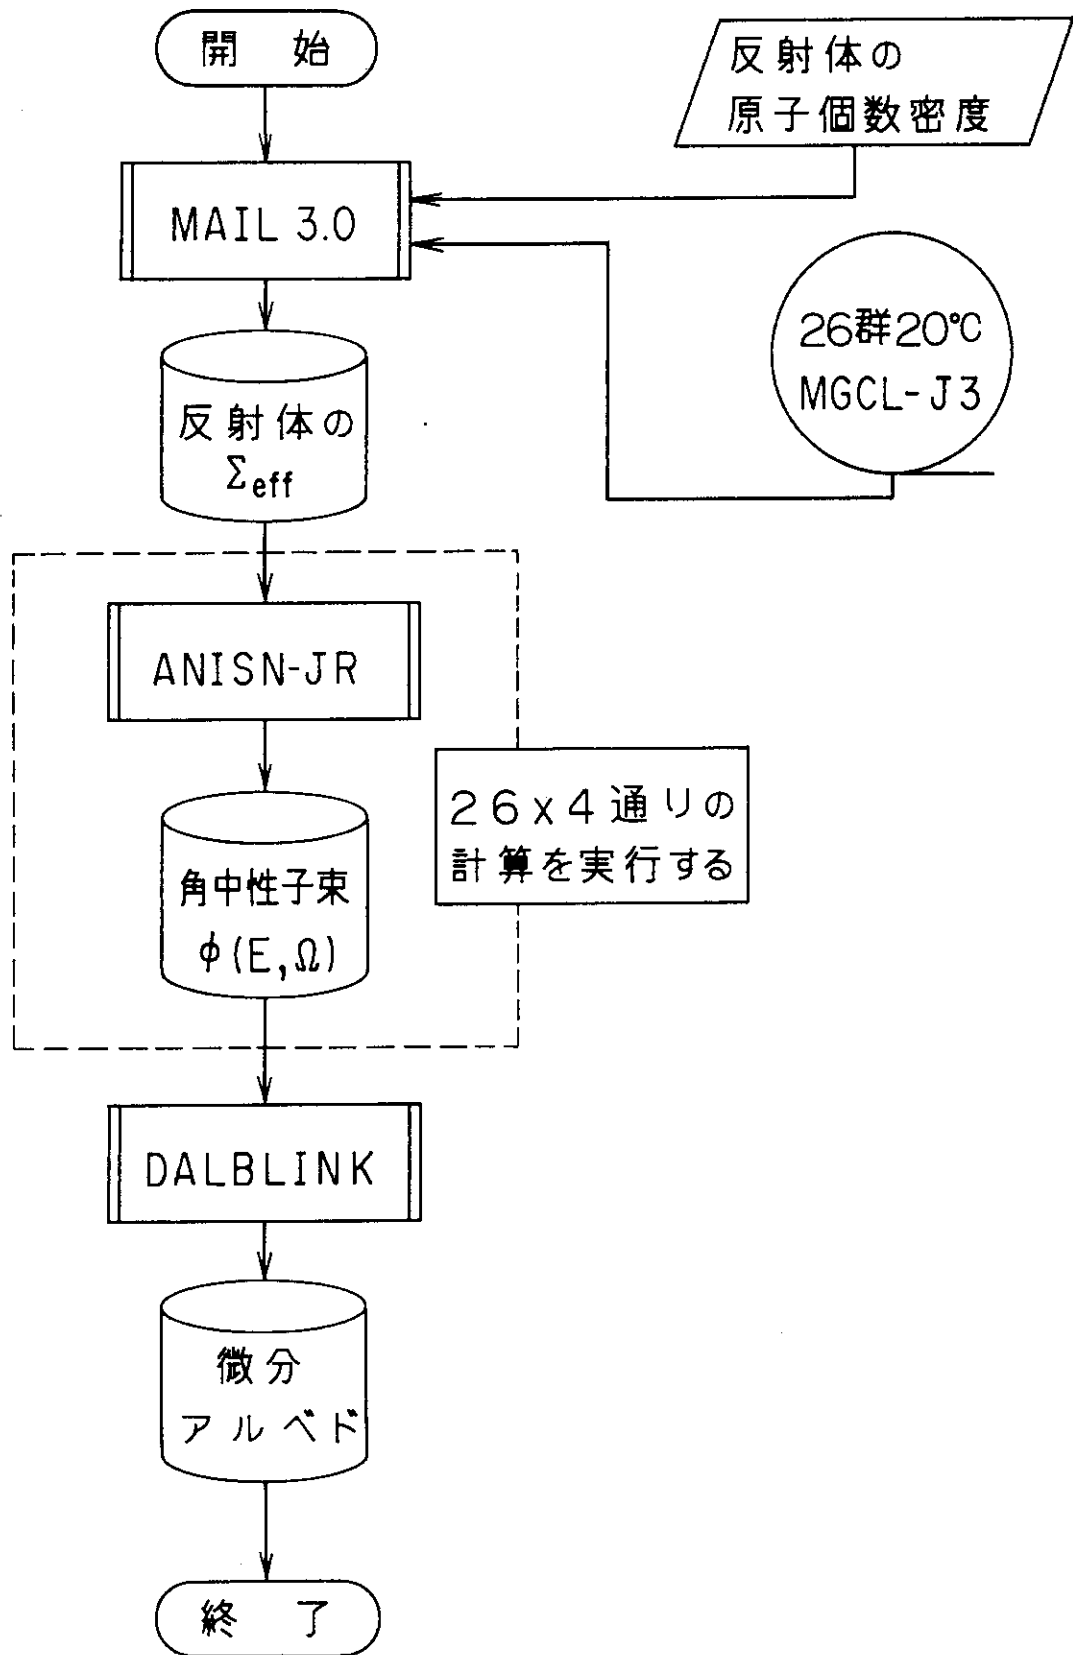 開 始
反射体の
原子個数密度
MAIL 3.0
26群20℃
MGCL-J3
反射体の
Σeff
ANISN-JR
26x4通りの
計算を実行する
角中性子束
φ(E,Ω)
DALBLINK
微分
アルベド
終 了